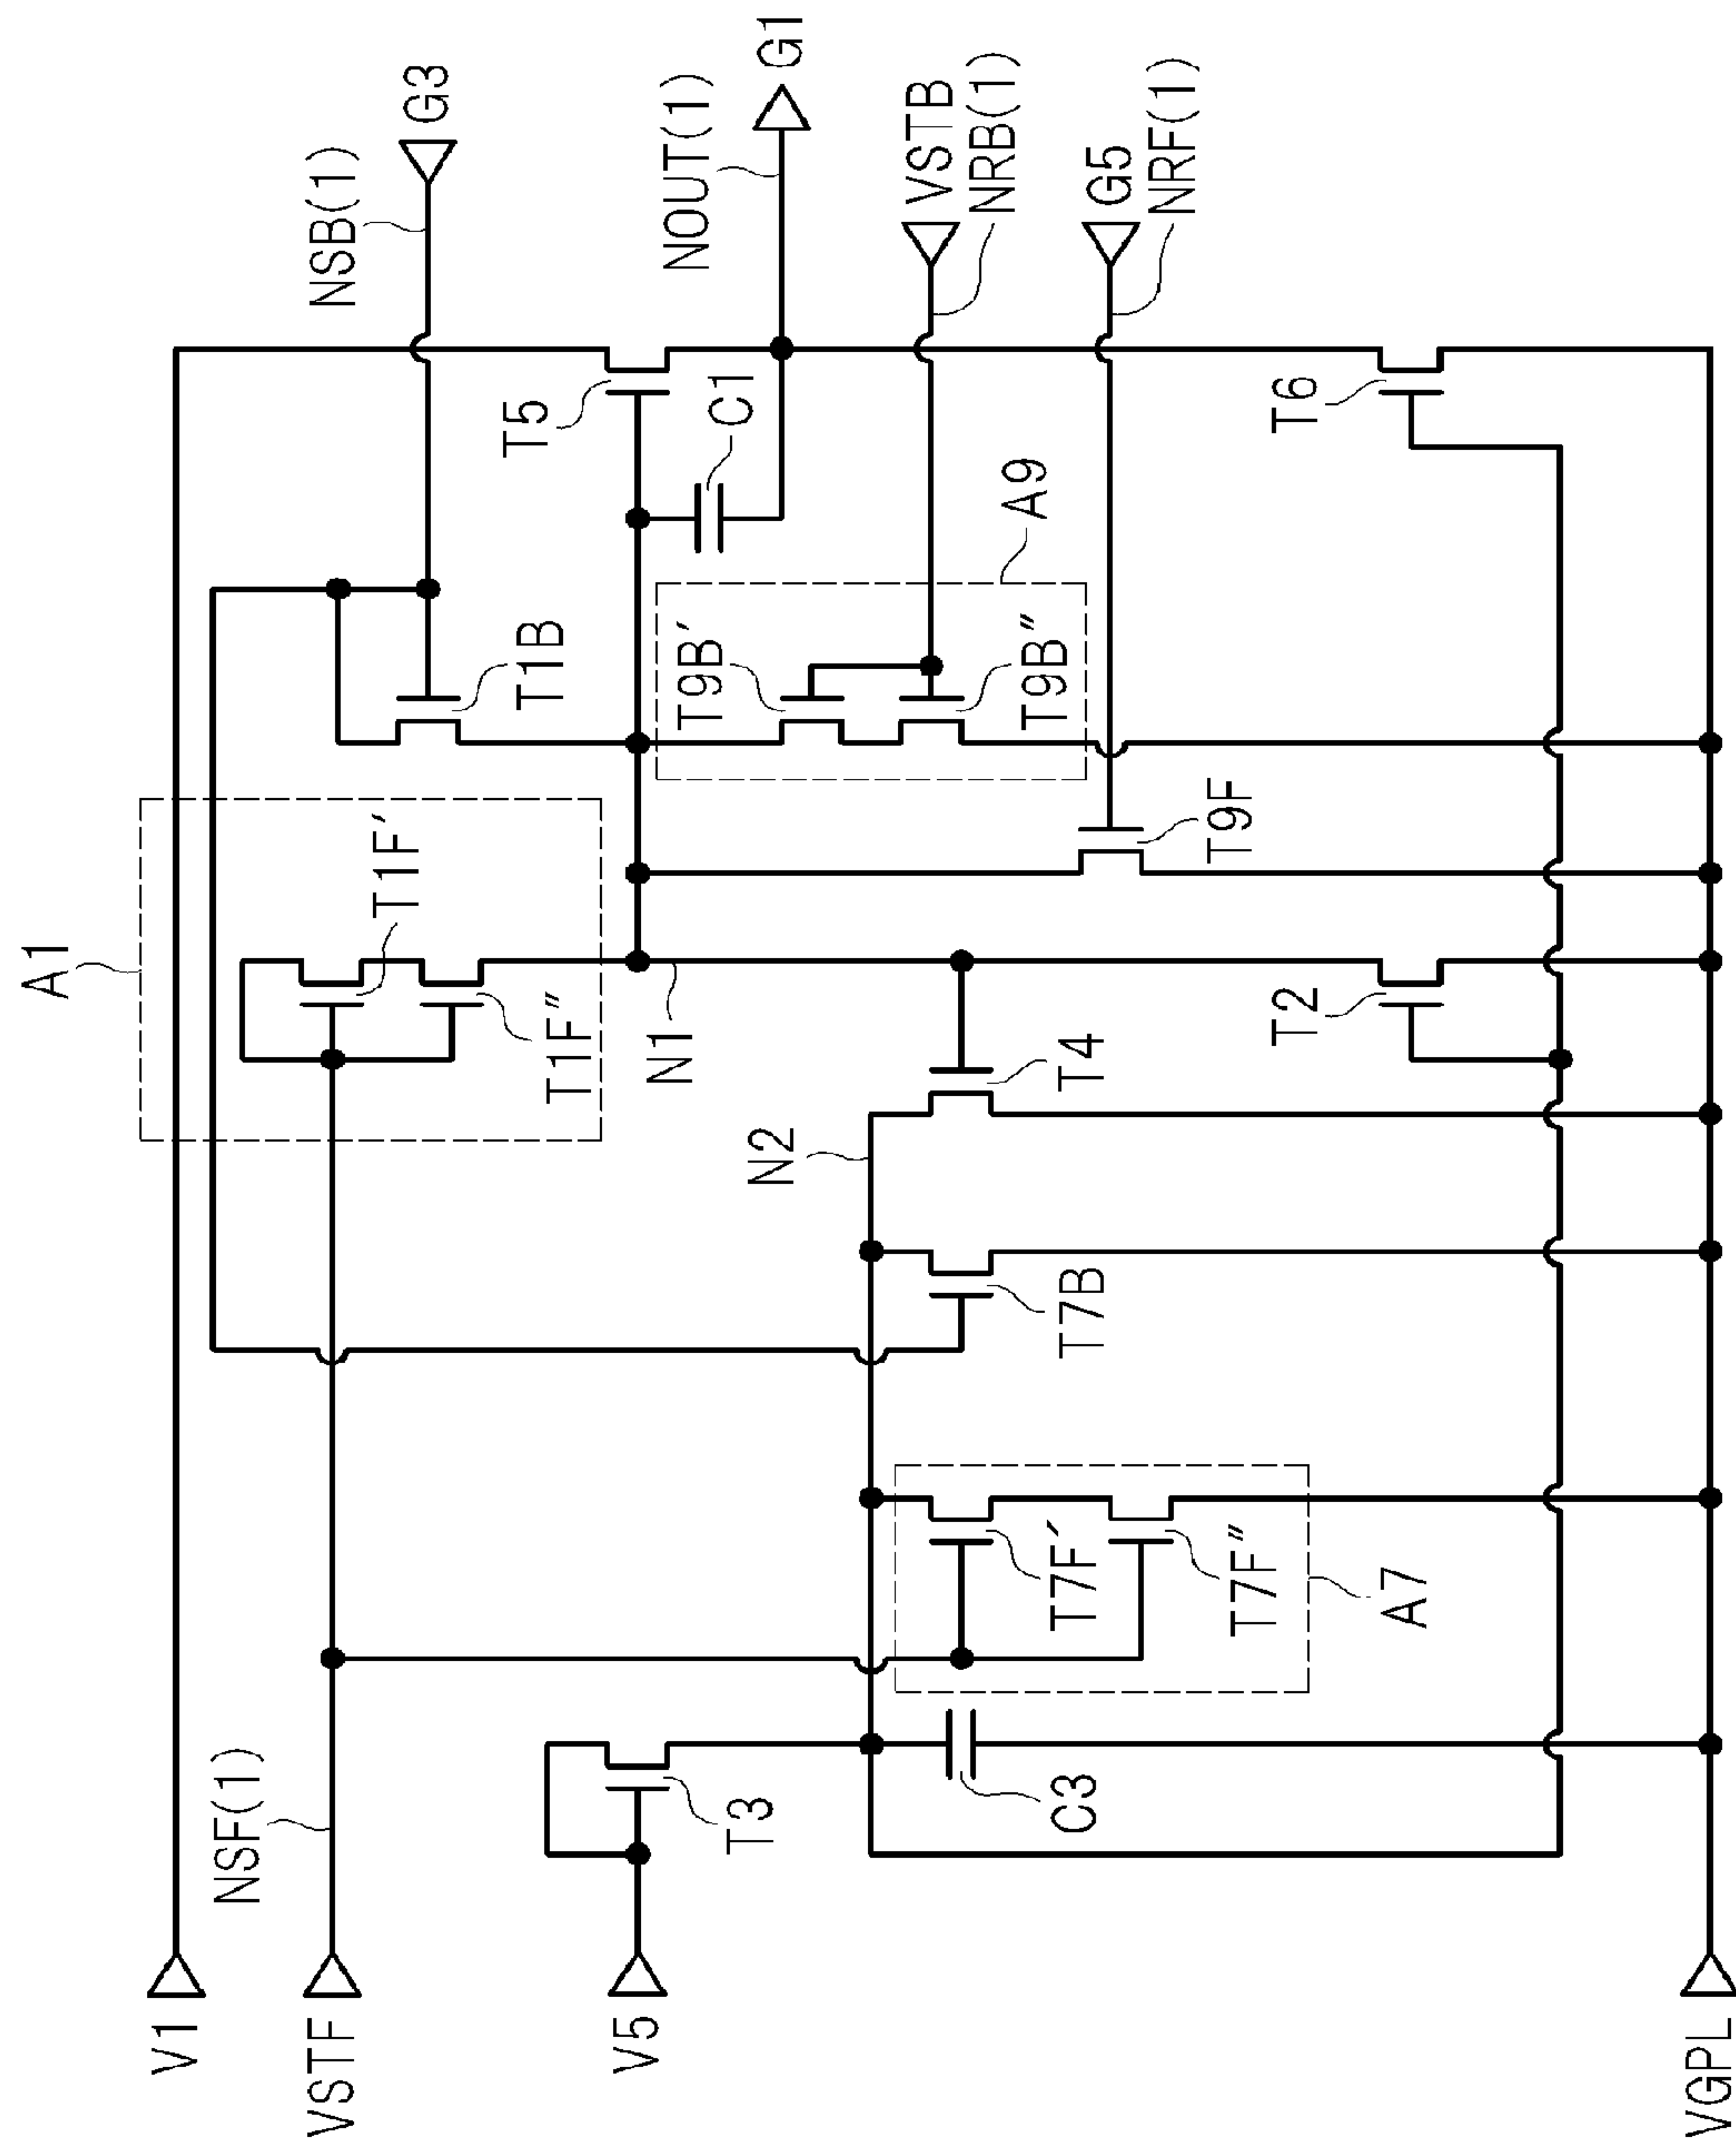 A1
NSB(1)
G3
G1
NOUT(1)
VSTB
NRB(1)
G5
NRF(1)
T5
C1
T6
A9
T1B
T9B′
T9B″
T9F
T1F′
T1F″
N1
T4
T2
N2
T7B
T7F′
T7F″
A7
T3
C3
NSF(1)
V1
VSTF
V5
VGPL